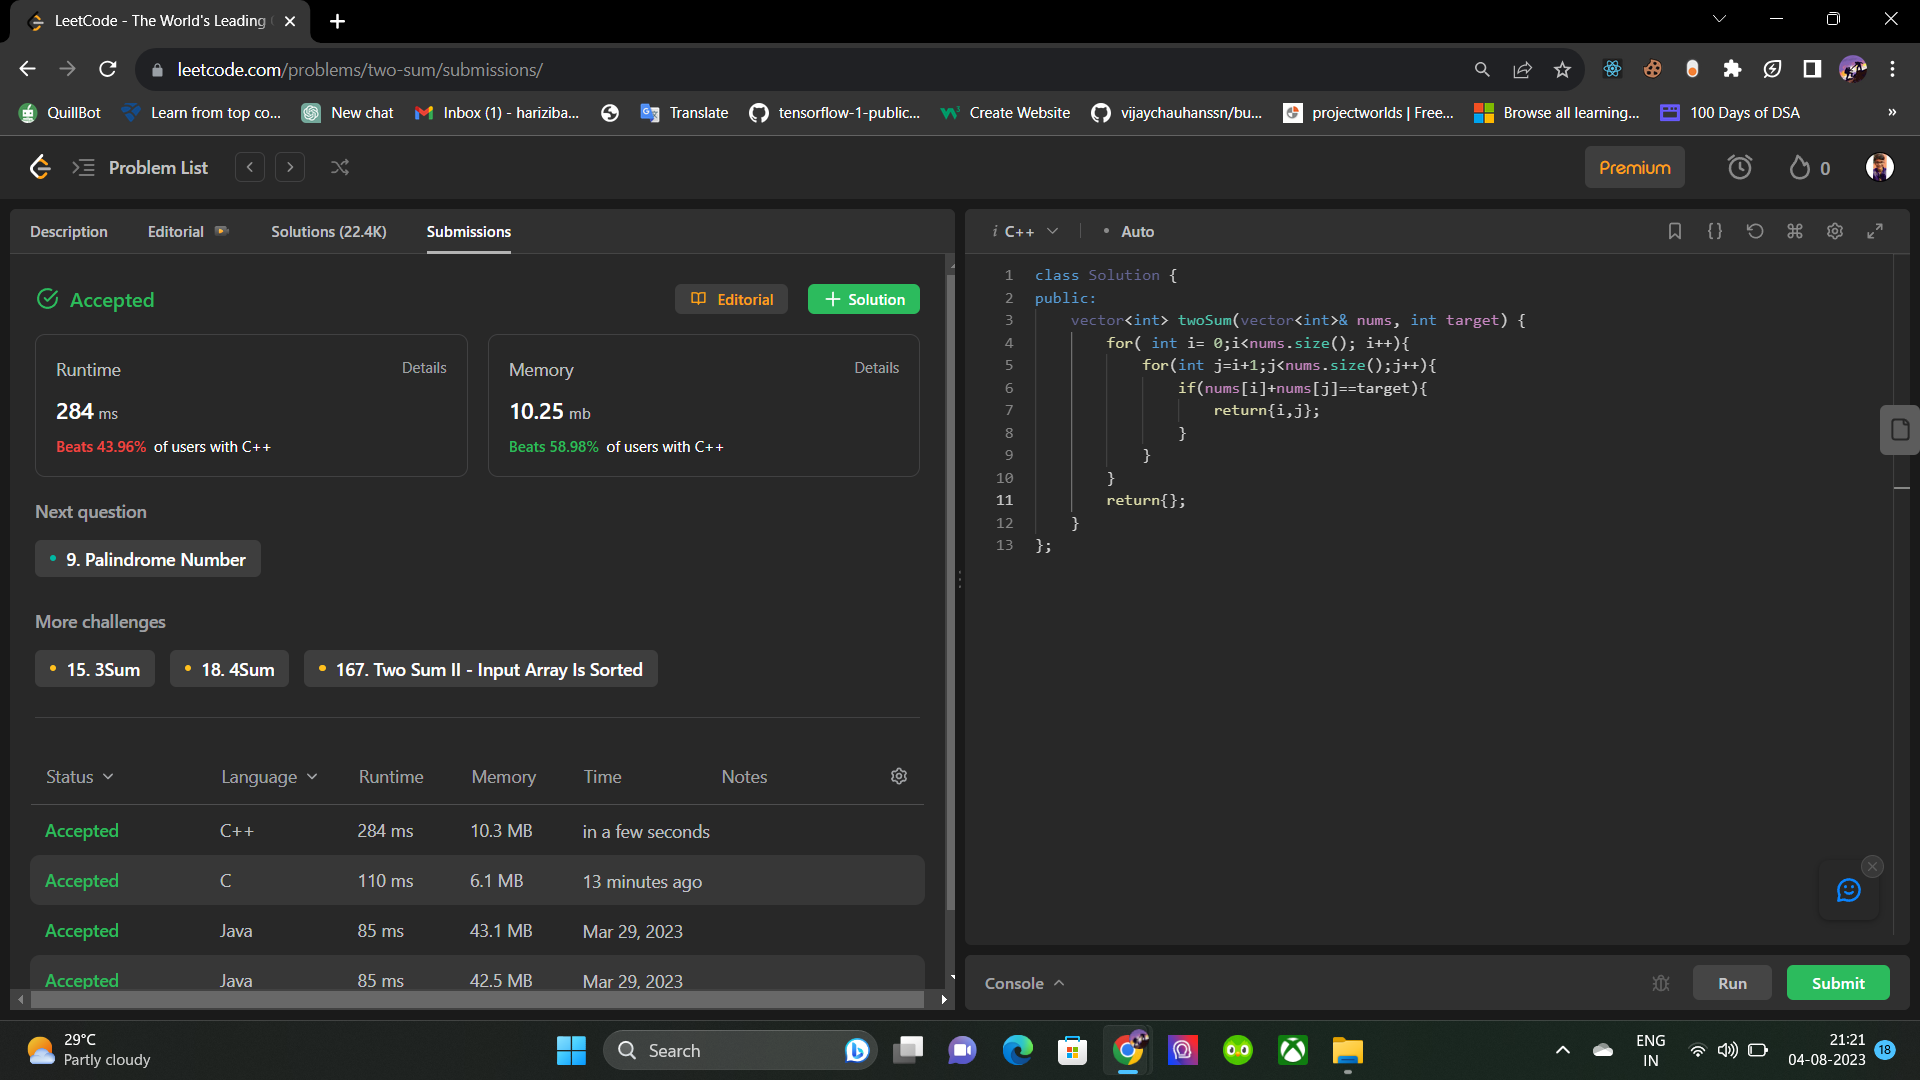 LeetCode - The World's Leading
leetcode.com/problems/two-sum/submissions/
QuillBot
Learn from top co...
New chat
Inbox (1) - hariziba...
Translate
tensorflow-1-public...
Create Website
vijaychauhanssn/bu...
projectworlds | Free...
Browse all learning...
100 Days of DSA
»
Problem List
Premium
0
Description
Editorial
Solutions (22.4K)
Submissions
Accepted
Editorial
+ Solution
Runtime
Details
284 ms
Beats 43.96% of users with C++
Memory
Details
10.25 mb
Beats 58.98% of users with C++
Next question
9. Palindrome Number
More challenges
15. 3Sum
18. 4Sum
167. Two Sum II - Input Array Is Sorted
Status Language Runtime Memory Time Notes
Accepted C++ 284 ms 10.3 MB in a few seconds
Accepted C 110 ms 6.1 MB 13 minutes ago
Accepted Java 85 ms 43.1 MB Mar 29, 2023
Accepted Java 85 ms 42.5 MB Mar 29, 2023
i C++
• Auto
1 class Solution {
2 public:
3 vector<int> twoSum(vector<int>& nums, int target) {
4 for( int i= 0;i<nums.size(); i++){
5 for(int j=i+1;j<nums.size();j++){
6 if(nums[i]+nums[j]==target){
7 return{i,j};
8 }
9 }
10 }
11 return{};
12 }
13 };
Console
Run
Submit
29°C
Partly cloudy
Search
ENG
IN
21:21
04-08-2023
18